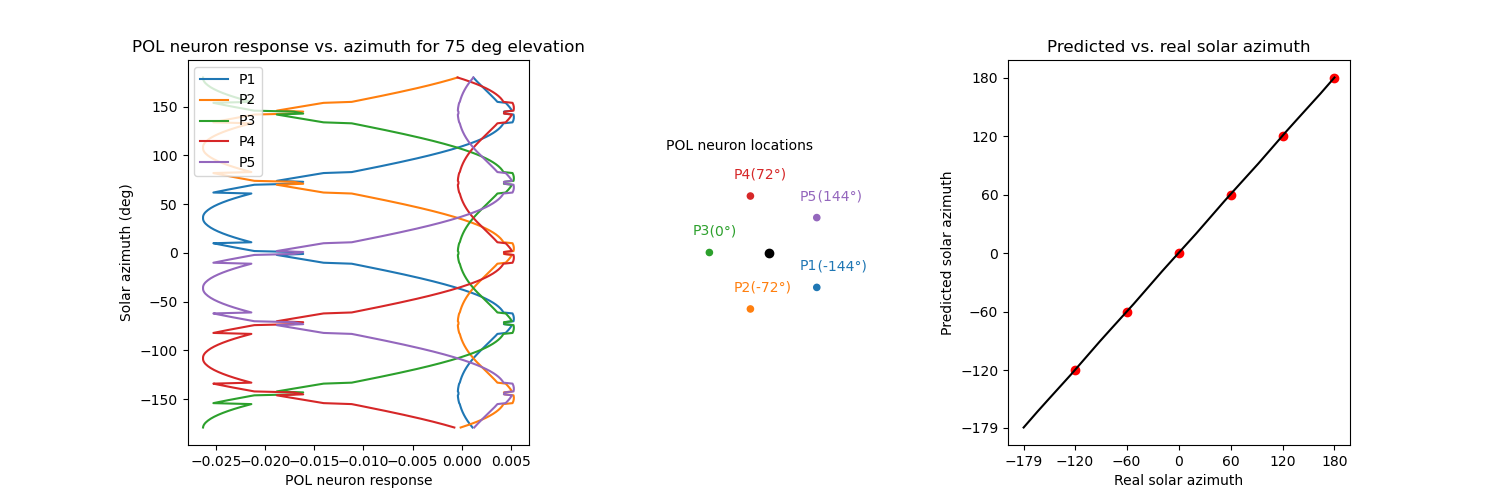 POL neuron response vs. azimuth for 75 deg elevation
P1
P2
P3
P4
P5
150
100
50
0
−50
−100
−150
Solar azimuth (deg)
−0.025 −0.020 −0.015 −0.010 −0.005 0.000 0.005
POL neuron response
POL neuron locations
P4(72°)
P5(144°)
P3(0°)
P1(-144°)
P2(-72°)
Predicted vs. real solar azimuth
180
120
60
0
−60
−120
−179
Predicted solar azimuth
−179 −120 −60 0 60 120 180
Real solar azimuth